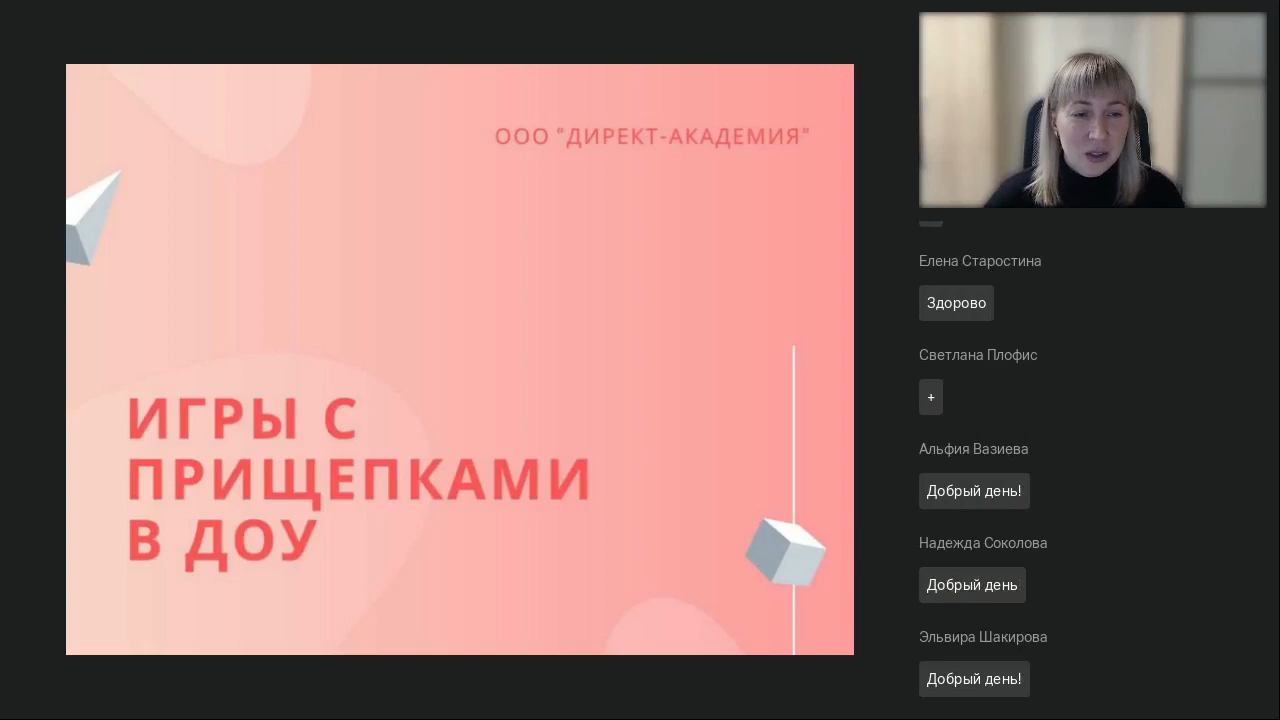 ООО "ДИРЕКТ-АКАДЕМИЯ"
ИГРЫ С
ПРИЩЕПКАМИ
В ДОУ
Елена Старостина
Здорово
Светлана Плофис
+
Альфия Вазиева
Добрый день!
Надежда Соколова
Добрый день
Эльвира Шакирова
Добрый день!